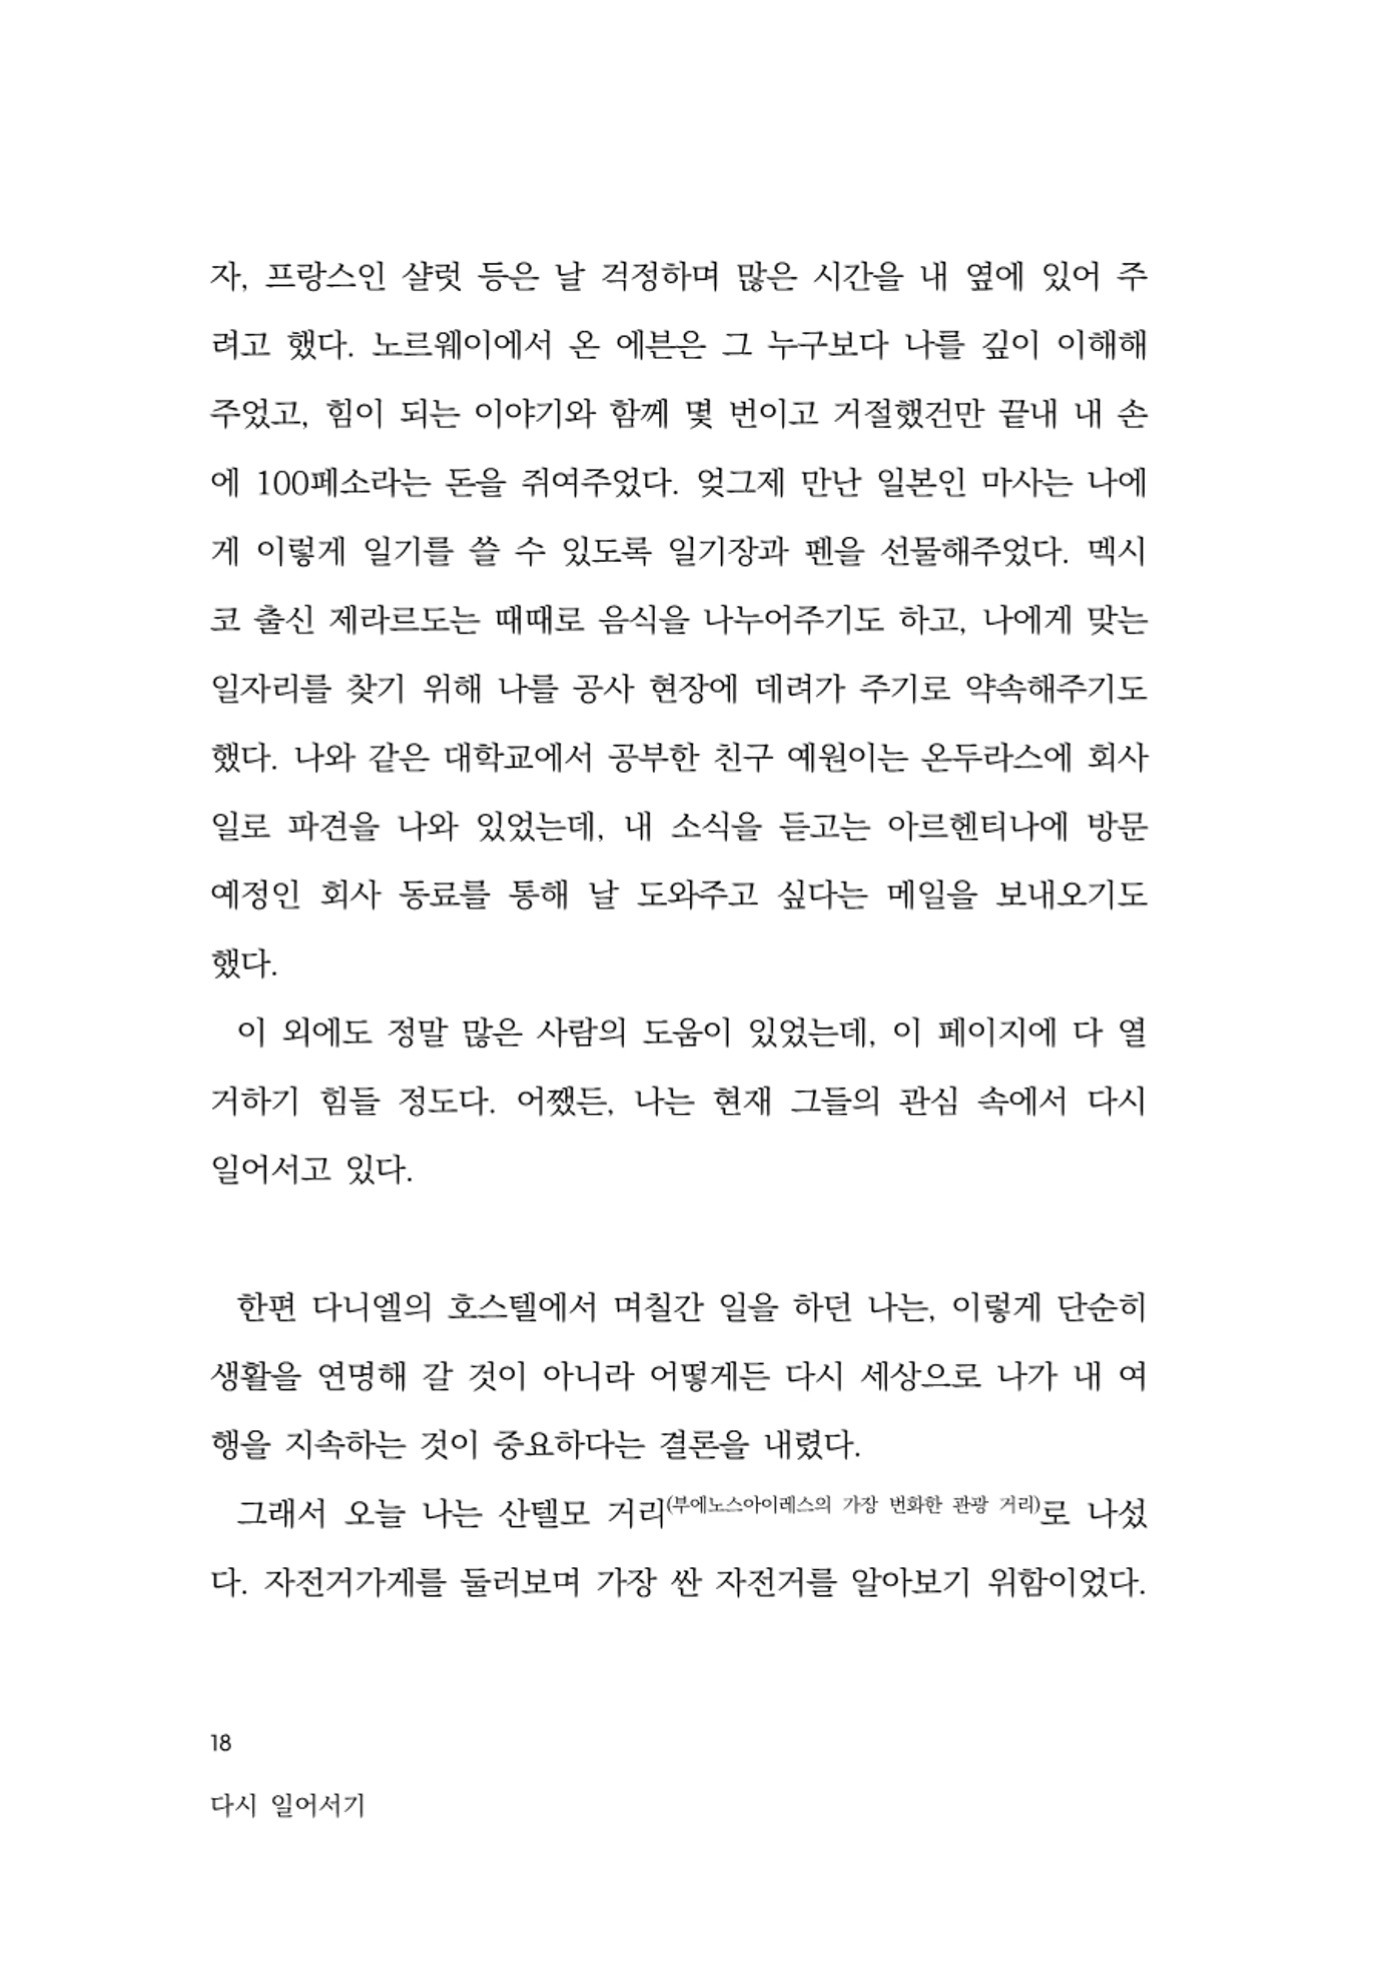 자, 프랑스인 샬럿 등은 날 걱정하며 많은 시간을 내 옆에 있어 주
려고 했다. 노르웨이에서 온 에븐은 그 누구보다 나를 깊이 이해해
주었고, 힘이 되는 이야기와 함께 몇 번이고 거절했건만 끝내 내 손
에 100페소라는 돈을 쥐여주었다. 엊그제 만난 일본인 마사는 나에
게 이렇게 일기를 쓸 수 있도록 일기장과 펜을 선물해주었다. 멕시
코 출신 제라르도는 때때로 음식을 나누어주기도 하고, 나에게 맞는
일자리를 찾기 위해 나를 공사 현장에 데려가 주기로 약속해주기도
했다. 나와 같은 대학교에서 공부한 친구 예원이는 온두라스에 회사
일로 파견을 나와 있었는데, 내 소식을 듣고는 아르헨티나에 방문
예정인 회사 동료를 통해 날 도와주고 싶다는 메일을 보내오기도
했다.
이 외에도 정말 많은 사람의 도움이 있었는데, 이 페이지에 다 열
거하기 힘들 정도다. 어쨌든, 나는 현재 그들의 관심 속에서 다시
일어서고 있다.
한편 다니엘의 호스텔에서 며칠간 일을 하던 나는, 이렇게 단순히
생활을 연명해 갈 것이 아니라 어떻게든 다시 세상으로 나가 내 여
행을 지속하는 것이 중요하다는 결론을 내렸다.
그래서 오늘 나는 산텔모 거리(부에노스아이레스의 가장 번화한 관광 거리)로 나섰
다. 자전거가게를 둘러보며 가장 싼 자전거를 알아보기 위함이었다.
18
다시 일어서기